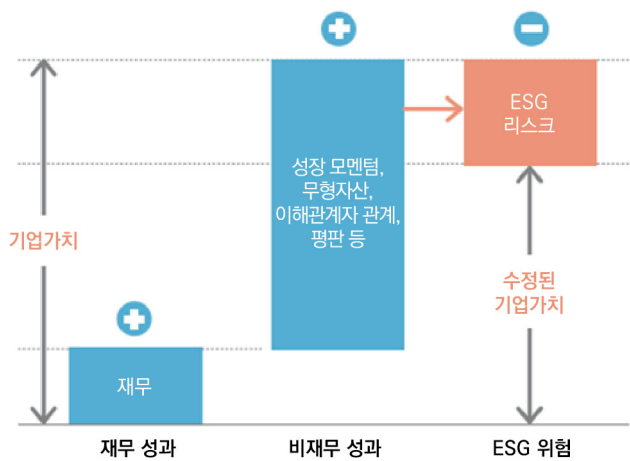 ESG
리스크
성장 모멘텀,
무형자산,
이해관계자 관계,
평판 등
기업가치
수정된
기업가치
재무
재무 성과
비재무 성과
ESG 위험